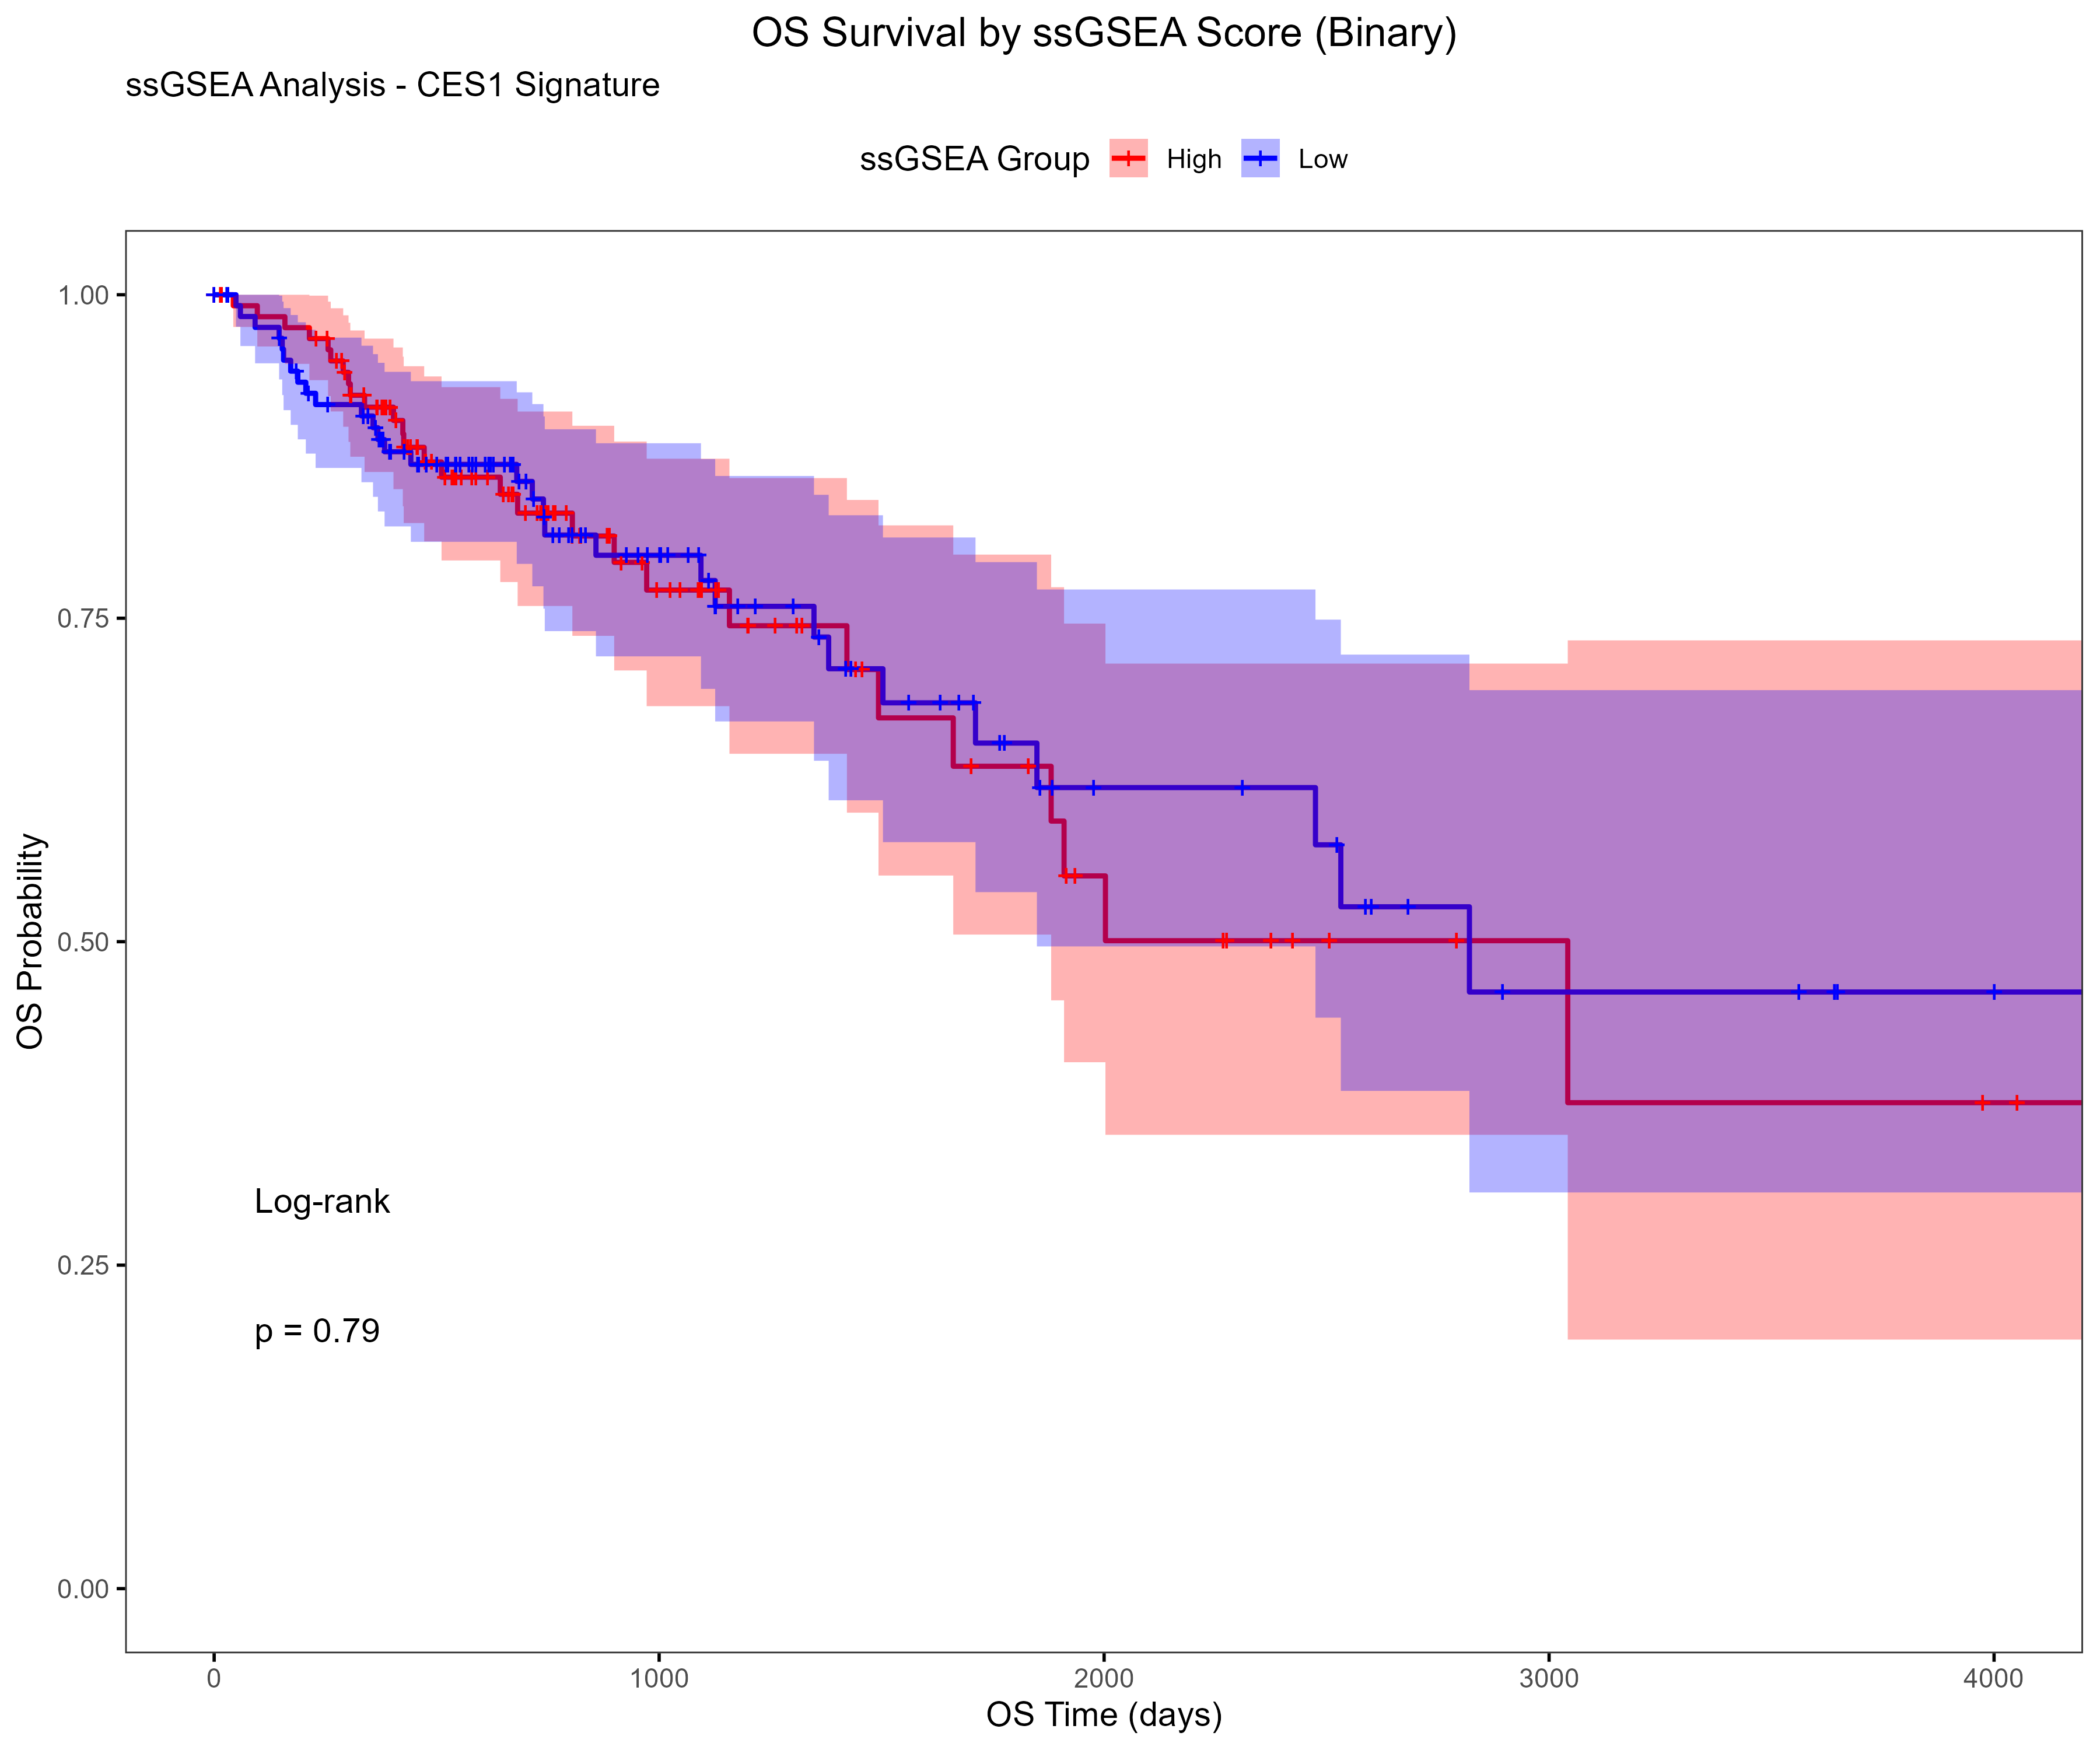 OS Survival by ssGSEA Score (Binary)
ssGSEA Analysis - CES1 Signature
ssGSEA Group High Low
OS Probability
1.00
0.75
0.50
0.25
0.00
Log-rank
p = 0.79
0 1000 2000 3000 4000
OS Time (days)